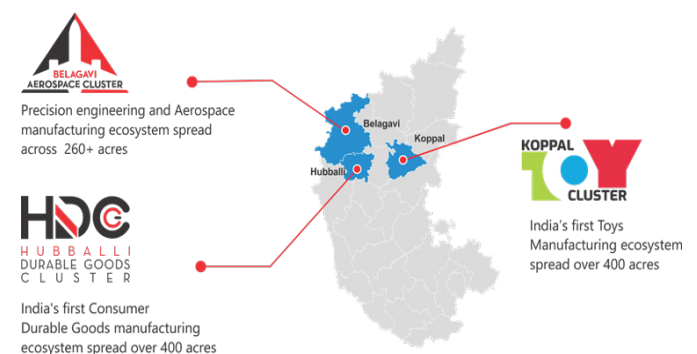 BELAGAVI
AEROSPACE CLUSTER
Precision engineering and Aerospace
manufacturing ecosystem spread
across 260+ acres
HDC
HUBBALLI
DURABLE GOODS
CLUSTER
India's first Consumer
Durable Goods manufacturing
ecosystem spread over 400 acres
Belagavi
Koppal
Hubballi
KOPPAL
TOY
CLUSTER
India's first Toys
Manufacturing ecosystem
spread over 400 acres